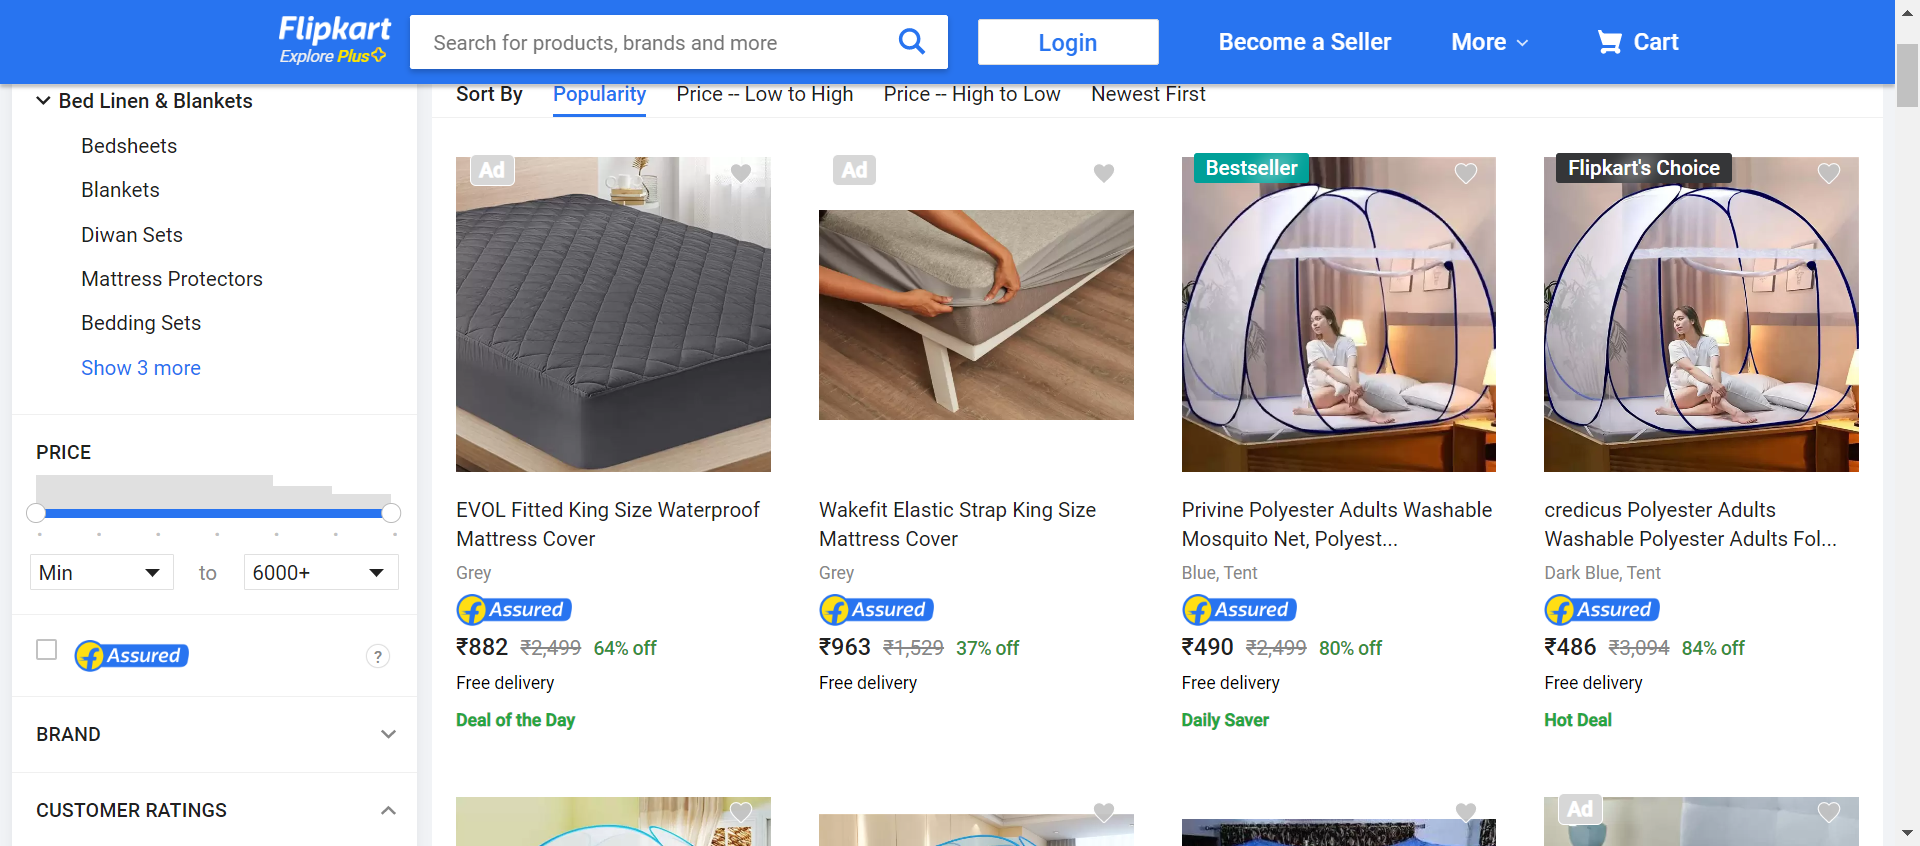 Flipkart
Explore Plus
Search for products, brands and more
Login
Become a Seller
More
Cart
Bed Linen & Blankets
Bedsheets
Blankets
Diwan Sets
Mattress Protectors
Bedding Sets
Show 3 more
PRICE
Min
to
6000+
Assured
?
BRAND
CUSTOMER RATINGS
Sort By
Popularity
Price -- Low to High
Price -- High to Low
Newest First
Ad
EVOL Fitted King Size Waterproof
Mattress Cover
Grey
Assured
₹882 ₹2,499 64% off
Free delivery
Deal of the Day
Ad
Wakefit Elastic Strap King Size
Mattress Cover
Grey
Assured
₹963 ₹1,529 37% off
Free delivery
Bestseller
Privine Polyester Adults Washable
Mosquito Net, Polyest...
Blue, Tent
Assured
₹490 ₹2,499 80% off
Free delivery
Daily Saver
Flipkart's Choice
credicus Polyester Adults
Washable Polyester Adults Fol...
Dark Blue, Tent
Assured
₹486 ₹3,094 84% off
Free delivery
Hot Deal
Ad